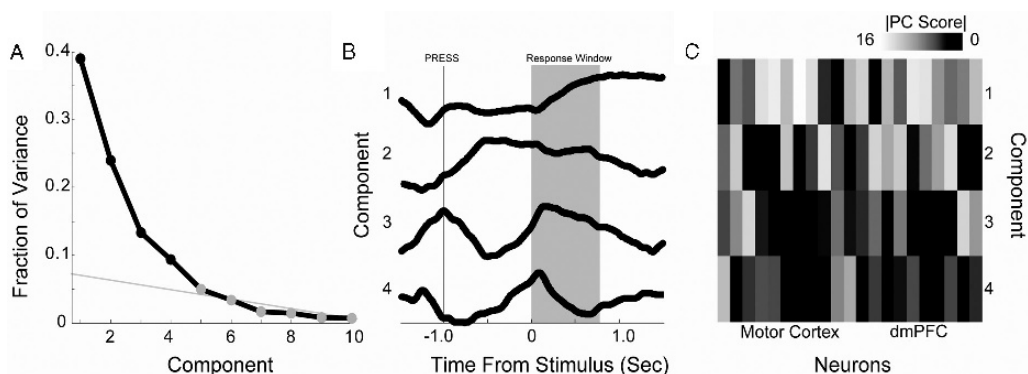 A
0.4
0.3
0.2
0.1
0
Fraction of Variance
2
4
6
8
10
Component
B
PRESS
Response Window
Component
1
2
3
4
-1.0
0
1.0
Time From Stimulus (Sec)
C
|PC Score|
16
0
1
2
3
4
Component
Motor Cortex
dmPFC
Neurons